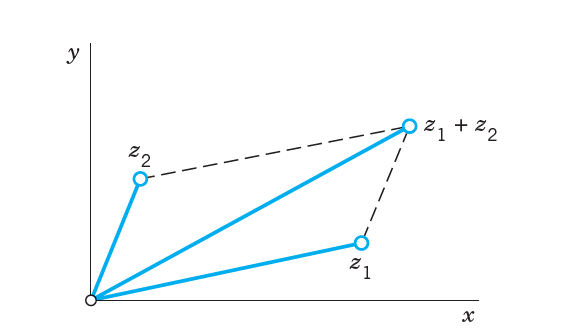 y
z₁ + z₂
z₂
z₁
x